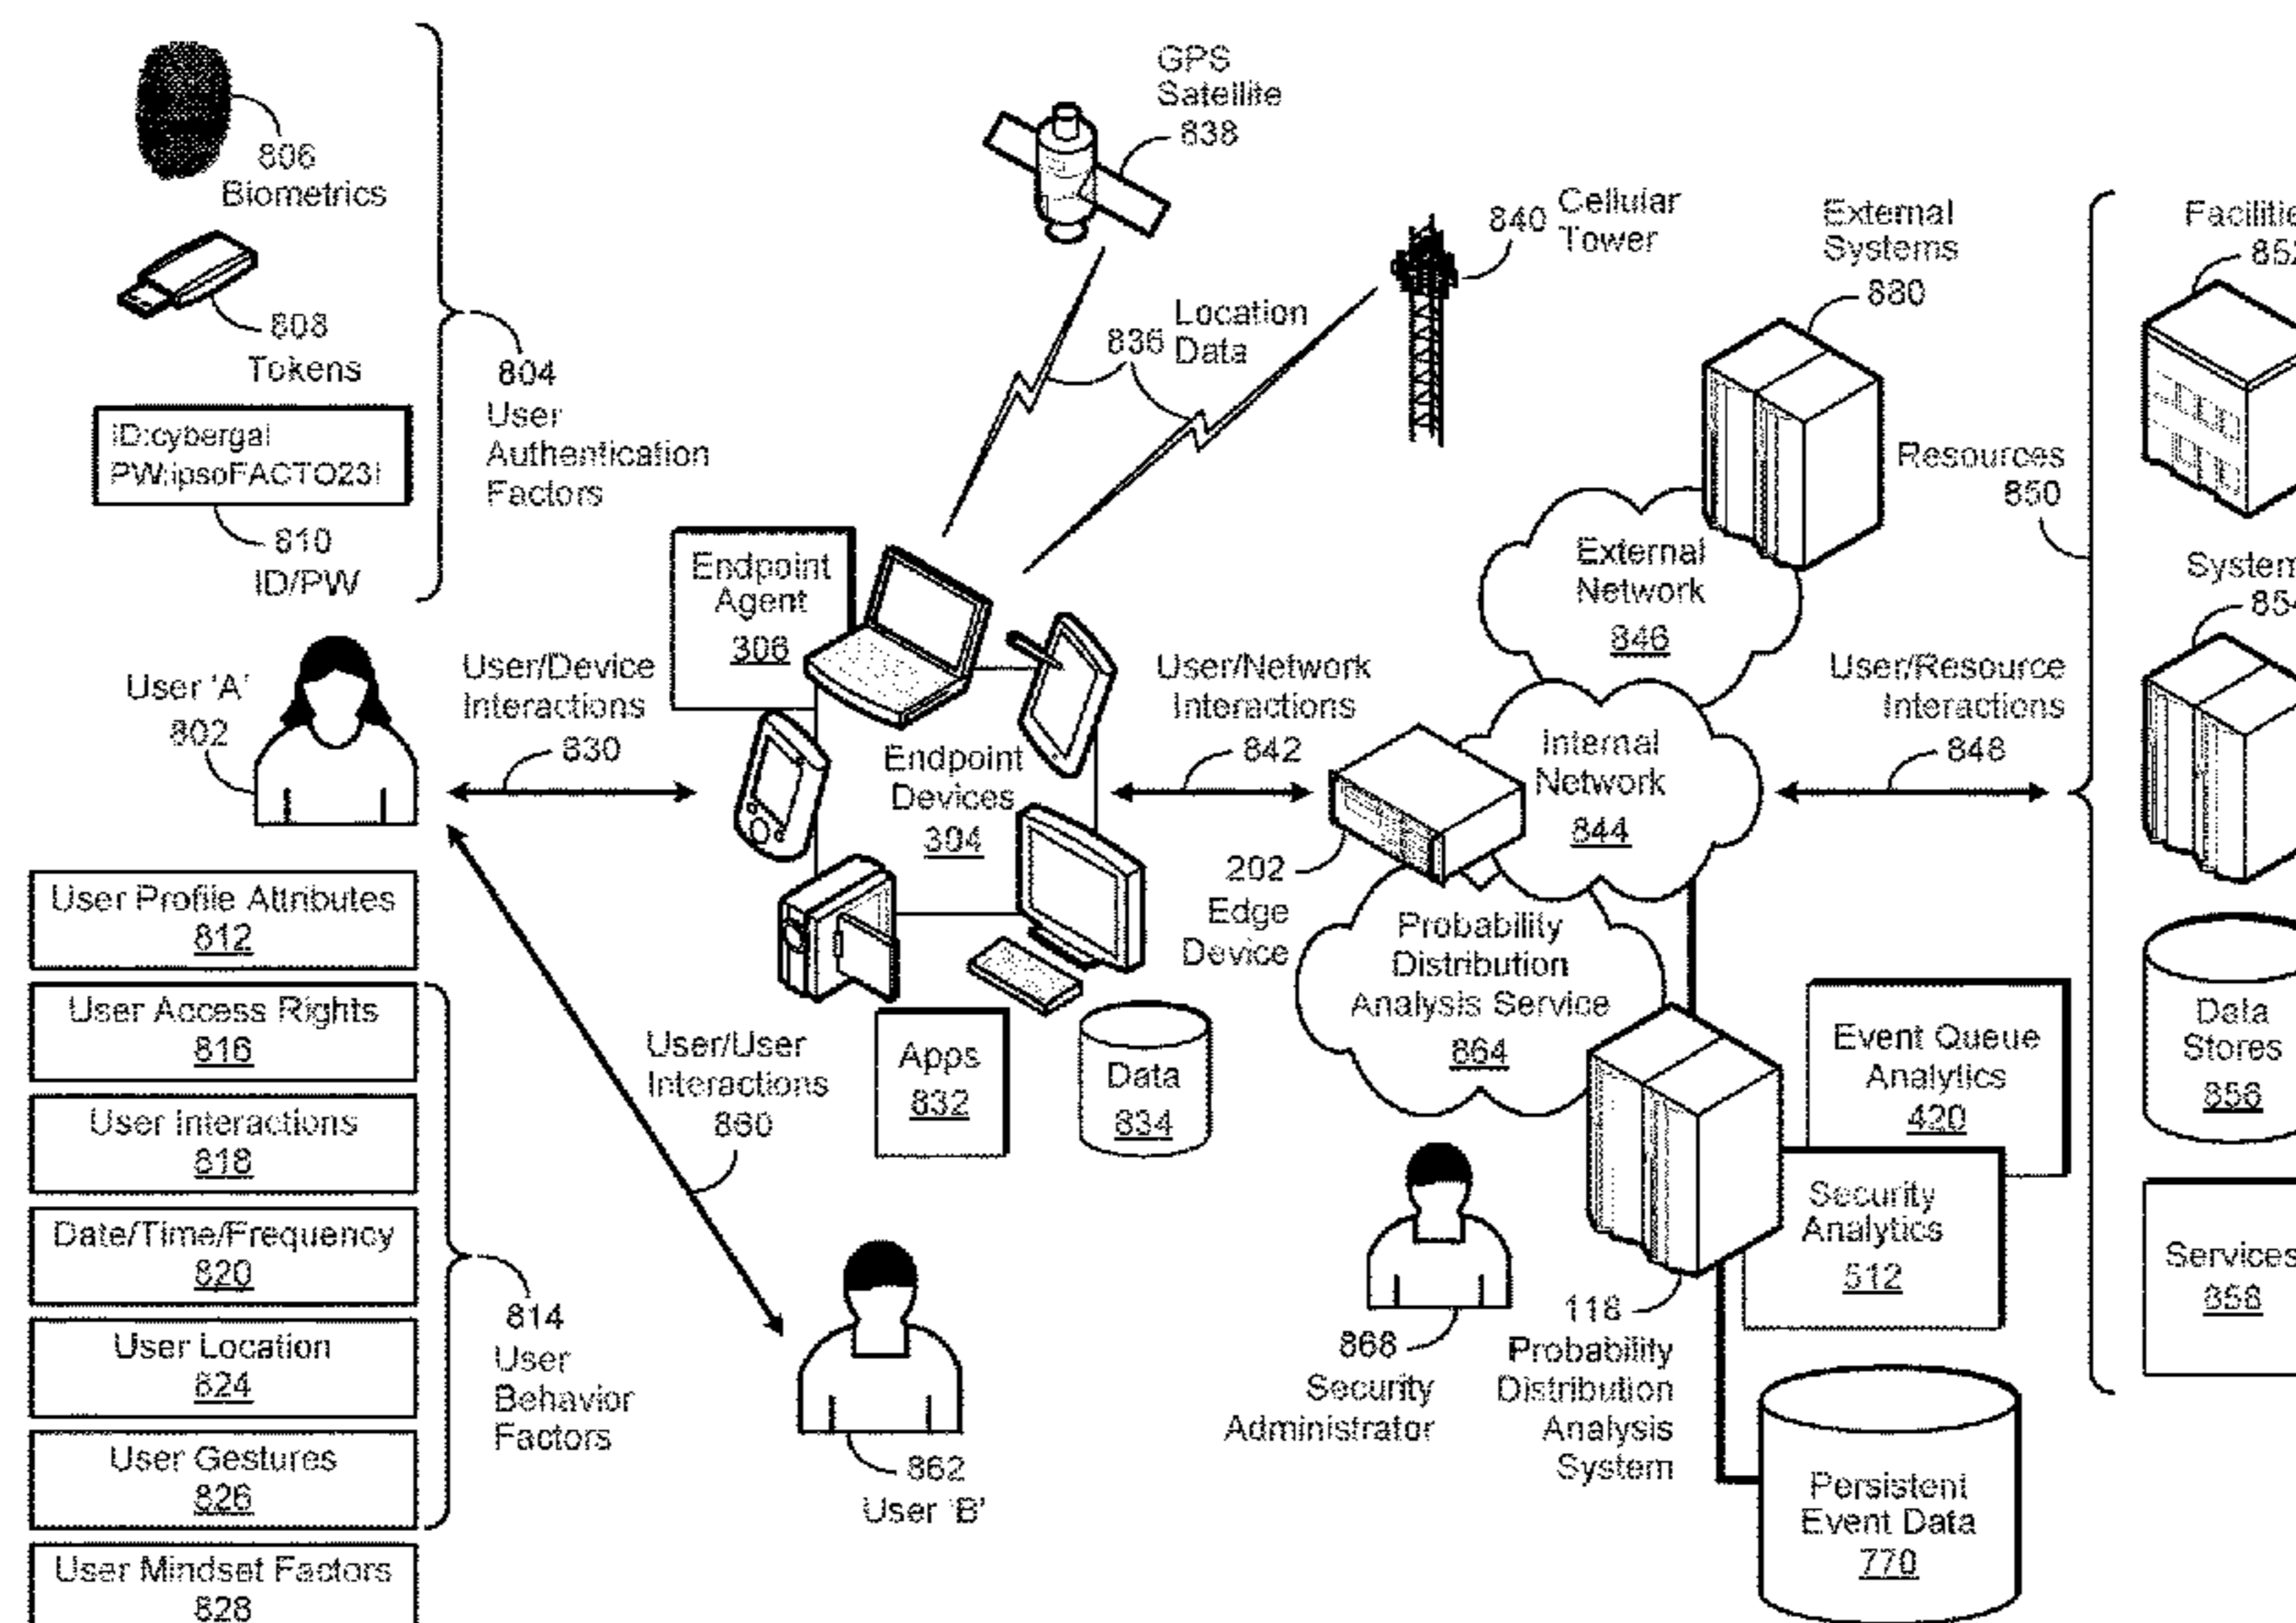 806
Biometrics
808
Tokens
ID:cybergal
PW:ipsoFACTO23!
810
ID/PW
804
User
Authentication
Factors
GPS
Satellite
838
840
Cellular
Tower
836
Location
Data
External
Systems
880
Resources
850
852
Endpoint
Agent
306
External
Network
846
854
User 'A'
802
User/Device
Interactions
830
Endpoint
Devices
304
User/Network
Interactions
842
Internal
Network
844
User/Resource
Interactions
848
202
Edge
Device
User Profile Attributes
812
User Access Rights
816
User Interactions
818
Date/Time/Frequency
820
User Location
824
User Gestures
826
User Mindset Factors
828
814
User
Behavior
Factors
User/User
Interactions
860
Apps
832
Data
834
Probability
Distribution
Analysis Service
864
Event Queue
Analytics
420
Security
Analytics
512
Data
Stores
856
Services
858
862
User 'B'
868
Security
Administrator
118
Probability
Distribution
Analysis
System
Persistent
Event Data
770